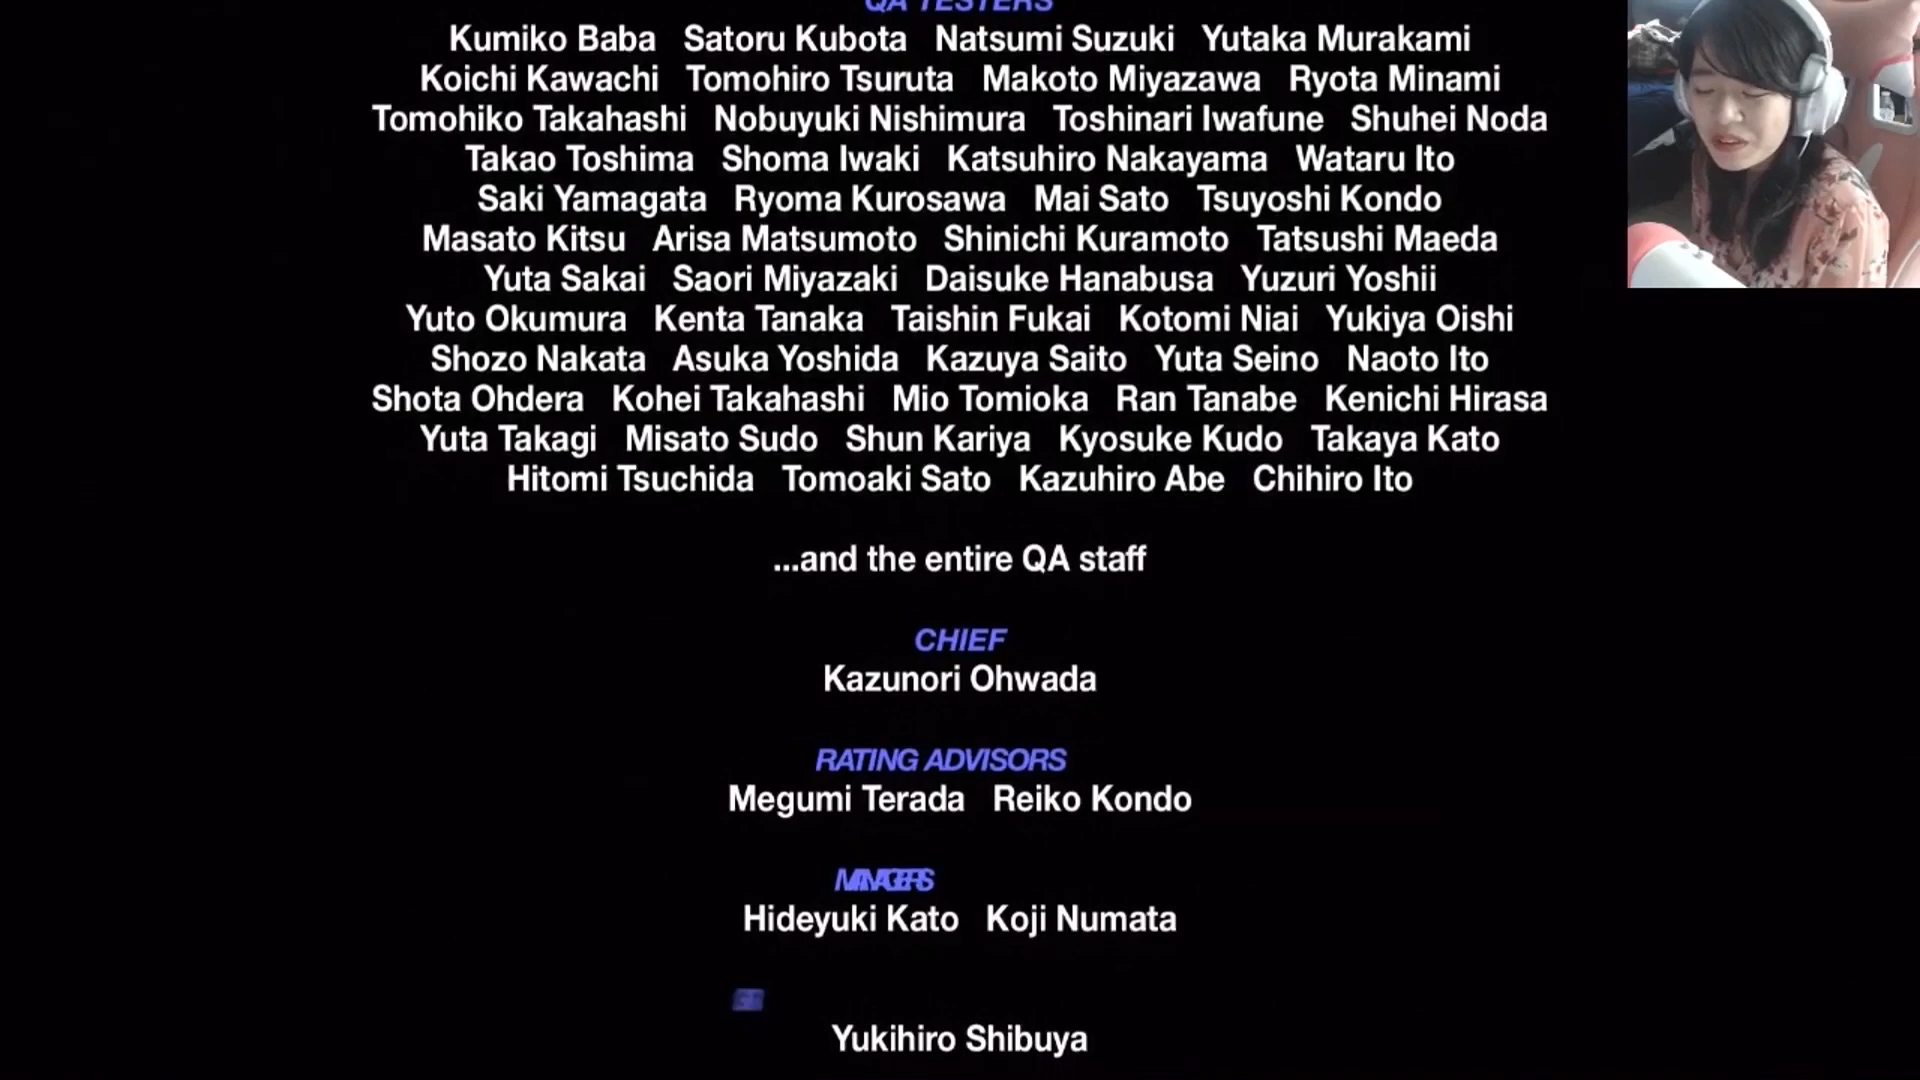 QA TESTERS
Kumiko Baba Satoru Kubota Natsumi Suzuki Yutaka Murakami
Koichi Kawachi Tomohiro Tsuruta Makoto Miyazawa Ryota Minami
Tomohiko Takahashi Nobuyuki Nishimura Toshinari Iwafune Shuhei Noda
Takao Toshima Shoma Iwaki Katsuhiro Nakayama Wataru Ito
Saki Yamagata Ryoma Kurosawa Mai Sato Tsuyoshi Kondo
Masato Kitsu Arisa Matsumoto Shinichi Kuramoto Tatsushi Maeda
Yuta Sakai Saori Miyazaki Daisuke Hanabusa Yuzuri Yoshii
Yuto Okumura Kenta Tanaka Taishin Fukai Kotomi Niai Yukiya Oishi
Shozo Nakata Asuka Yoshida Kazuya Saito Yuta Seino Naoto Ito
Shota Ohdera Kohei Takahashi Mio Tomioka Ran Tanabe Kenichi Hirasa
Yuta Takagi Misato Sudo Shun Kariya Kyosuke Kudo Takaya Kato
Hitomi Tsuchida Tomoaki Sato Kazuhiro Abe Chihiro Ito
...and the entire QA staff
CHIEF
Kazunori Ohwada
RATING ADVISORS
Megumi Terada Reiko Kondo
MANAGERS
Hideyuki Kato Koji Numata
Yukihiro Shibuya